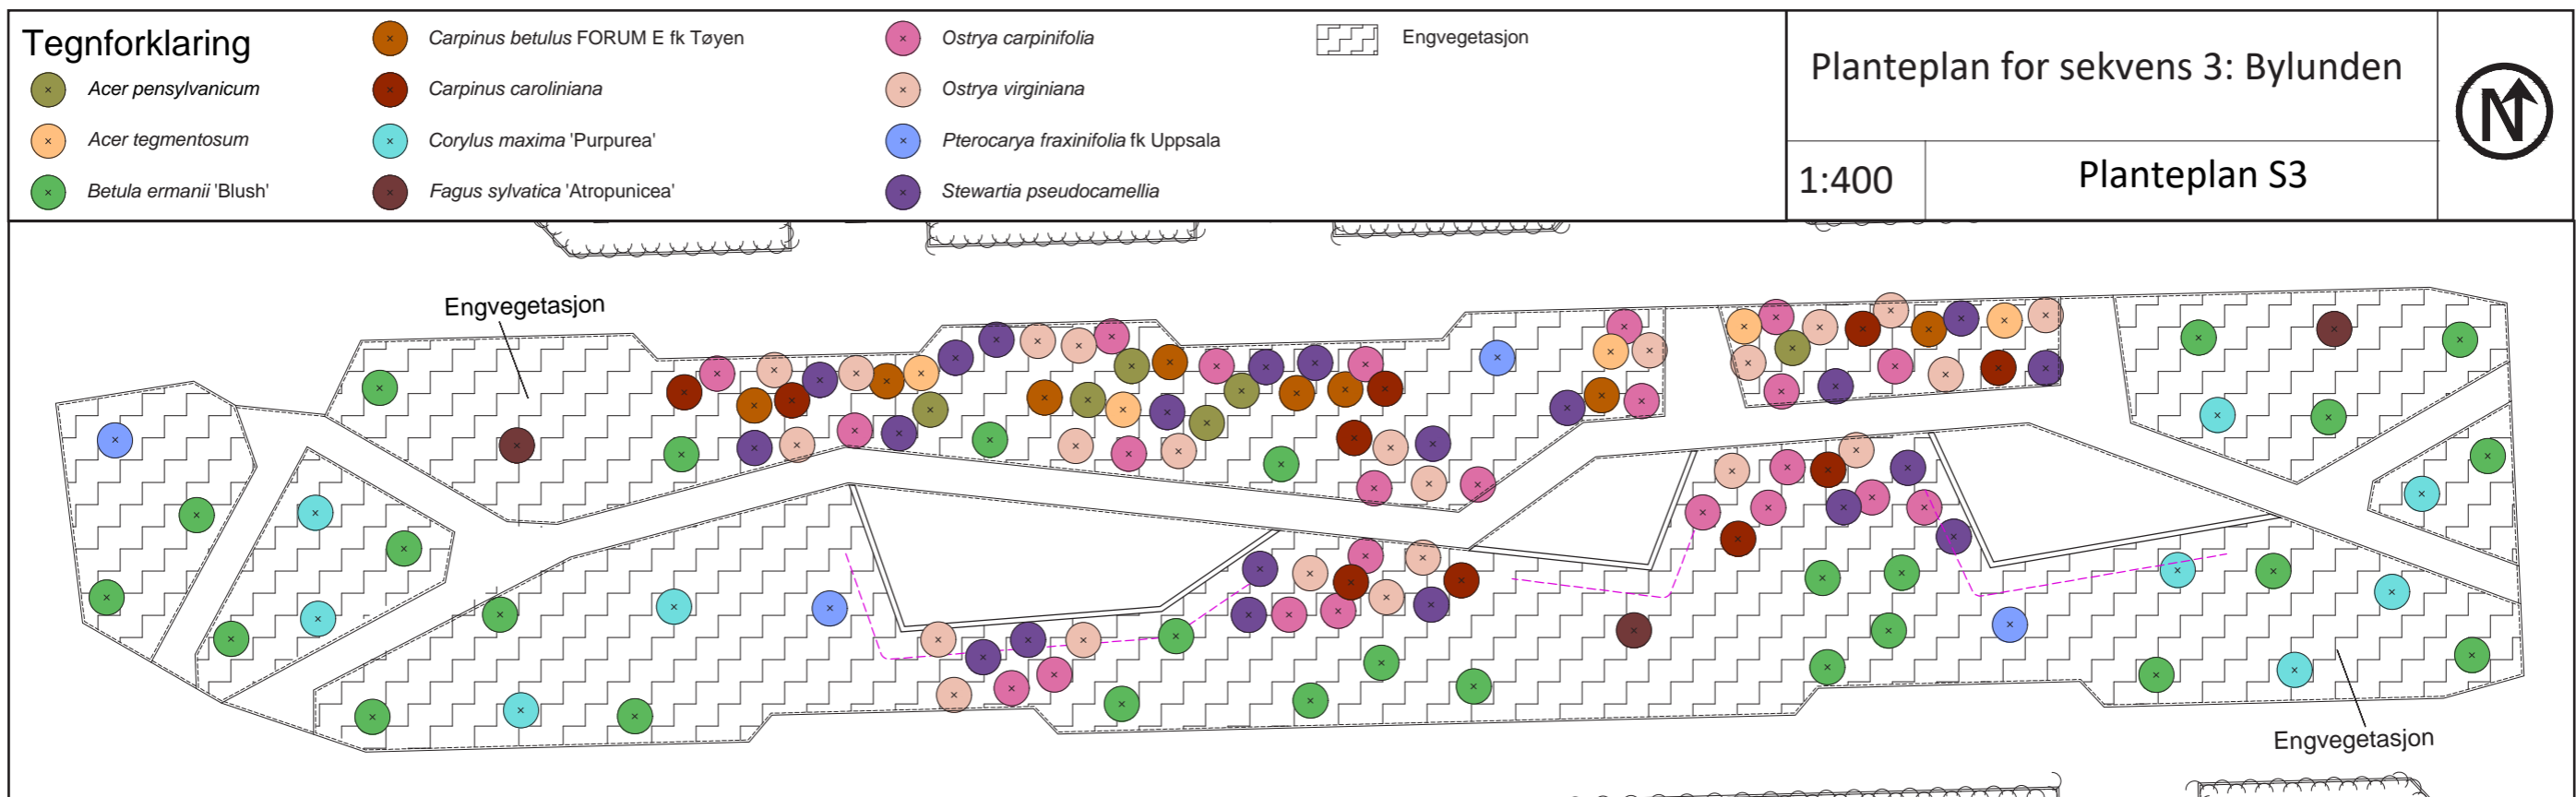 Tegnforklaring
Acer pensylvanicum
Acer tegmentosum
Betula ermanii 'Blush'
Carpinus betulus FORUM E fk Tøyen
Carpinus caroliniana
Corylus maxima 'Purpurea'
Fagus sylvatica 'Atropunicea'
Ostrya carpinifolia
Ostrya virginiana
Pterocarya fraxinifolia fk Uppsala
Stewartia pseudocamellia
Engvegetasjon
Planteplan for sekvens 3: Bylunden
1:400
Planteplan S3
N
Engvegetasjon
Engvegetasjon